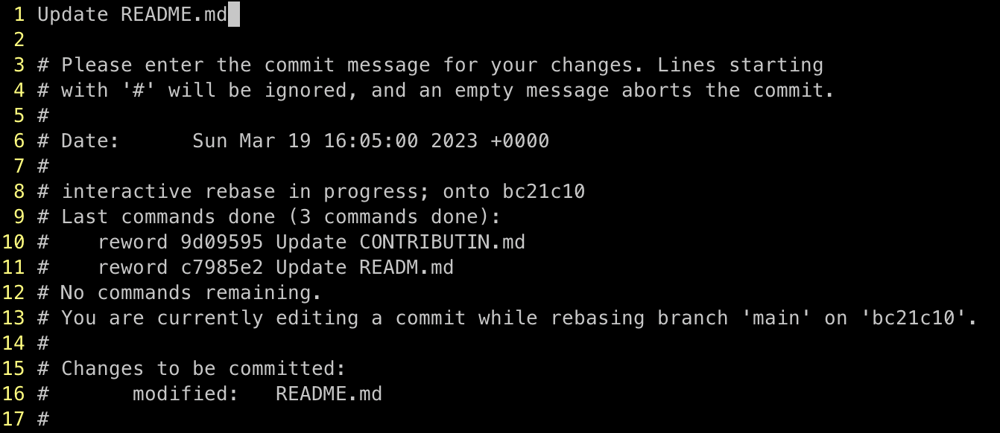 1 Update README.md
2
3 # Please enter the commit message for your changes. Lines starting
4 # with '#' will be ignored, and an empty message aborts the commit.
5 #
6 # Date:      Sun Mar 19 16:05:00 2023 +0000
7 #
8 # interactive rebase in progress; onto bc21c10
9 # Last commands done (3 commands done):
10 #    reword 9d09595 Update CONTRIBUTIN.md
11 #    reword c7985e2 Update READM.md
12 # No commands remaining.
13 # You are currently editing a commit while rebasing branch 'main' on 'bc21c10'.
14 #
15 # Changes to be committed:
16 #       modified:   README.md
17 #